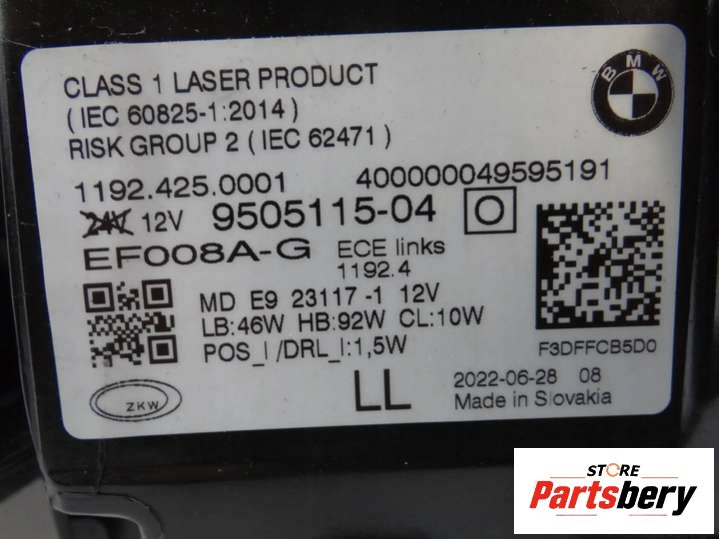 CLASS 1 LASER PRODUCT
(IEC 60825-1:2014)
RISK GROUP 2 (IEC 62471)
BMW
1192.425.0001 400000049595191
24V 12V 9505115-04 O
EF008A-G ECE links
1192.4
MD E9 23117-1 12V
LB:46W HB:92W CL:10W
POS_I/DRL_I:1,5W
F3DFFCB5D0
ZKW
LL
2022-06-28 08
Made in Slovakia
STORE
Partsbery